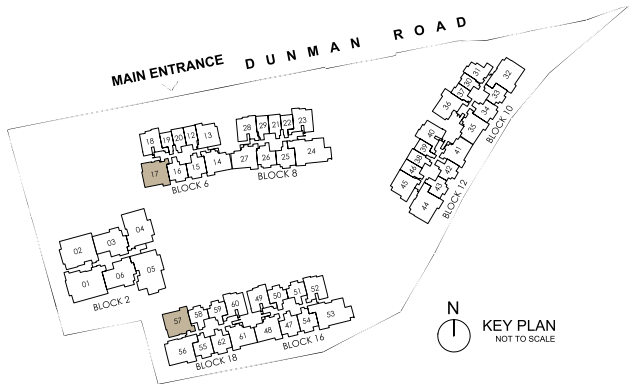 DUNMAN ROAD
MAIN ENTRANCE
18 19 20 12 13
17 16 15 14
BLOCK 6
28 29 21 22 23
27 26 25 24
BLOCK 8
31 32
30
37 33
36 34
35
BLOCK 10
40 41
39
38 42
46 43
45 44
BLOCK 12
02 03 04
01 06 05
BLOCK 2
57 58 59 60
56 55 62 61
BLOCK 18
49 50 51 52
48 47 54 53
BLOCK 16
N
KEY PLAN
NOT TO SCALE